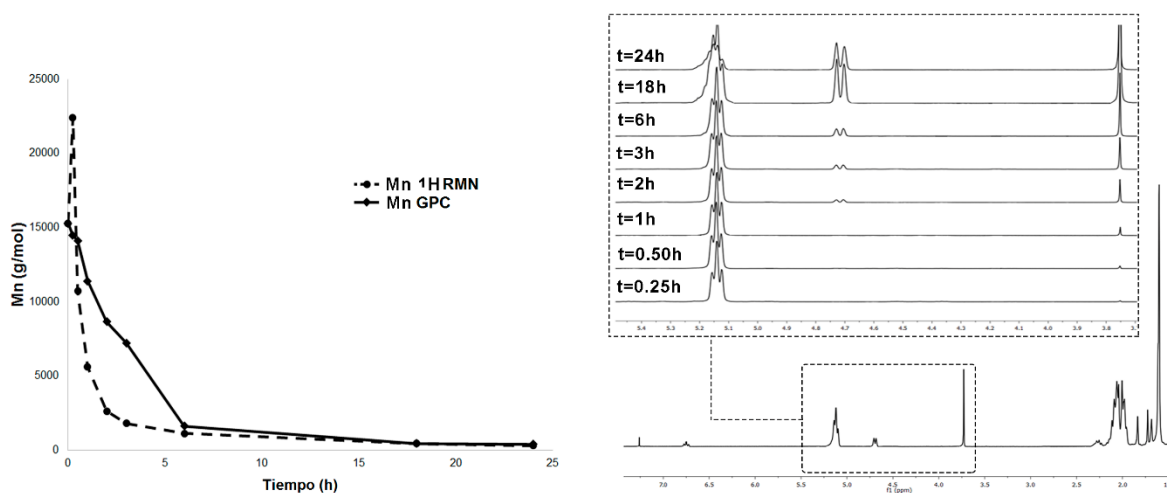 Mn (g/mol)
25000
20000
15000
10000
5000
0
0 5 10 15 20 25
Tiempo (h)
Mn 1H RMN
Mn GPC
t=24h
t=18h
t=6h
t=3h
t=2h
t=1h
t=0.50h
t=0.25h
5.4 5.3 5.2 5.1 5.0 4.9 4.8 4.7 4.6 4.5 4.4 4.3 4.2 4.1 4.0 3.9 3.8 3.
7.0 6.5 6.0 5.5 5.0 4.5 4.0 3.5 3.0 2.5 2.0 1
f1 (ppm)